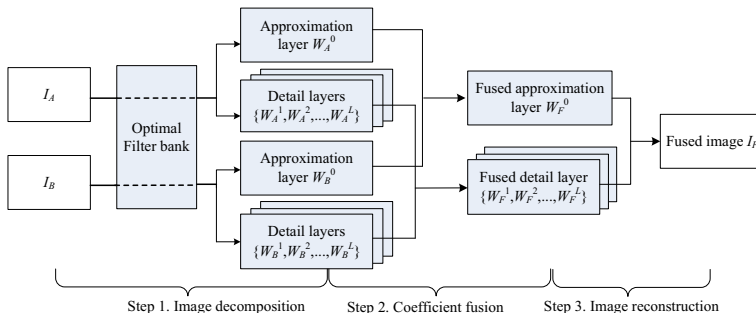 Approximation
layer W_A^0
I_A
Detail layers
{W_A^1,W_A^2,...,W_A^L}
Optimal
Filter bank
Fused approximation
layer W_F^0
Fused image I_F
I_B
Approximation
layer W_B^0
Fused detail layer
{W_F^1,W_F^2,...,W_F^L}
Detail layers
{W_B^1,W_B^2,...,W_B^L}
Step 1. Image decomposition
Step 2. Coefficient fusion
Step 3. Image reconstruction